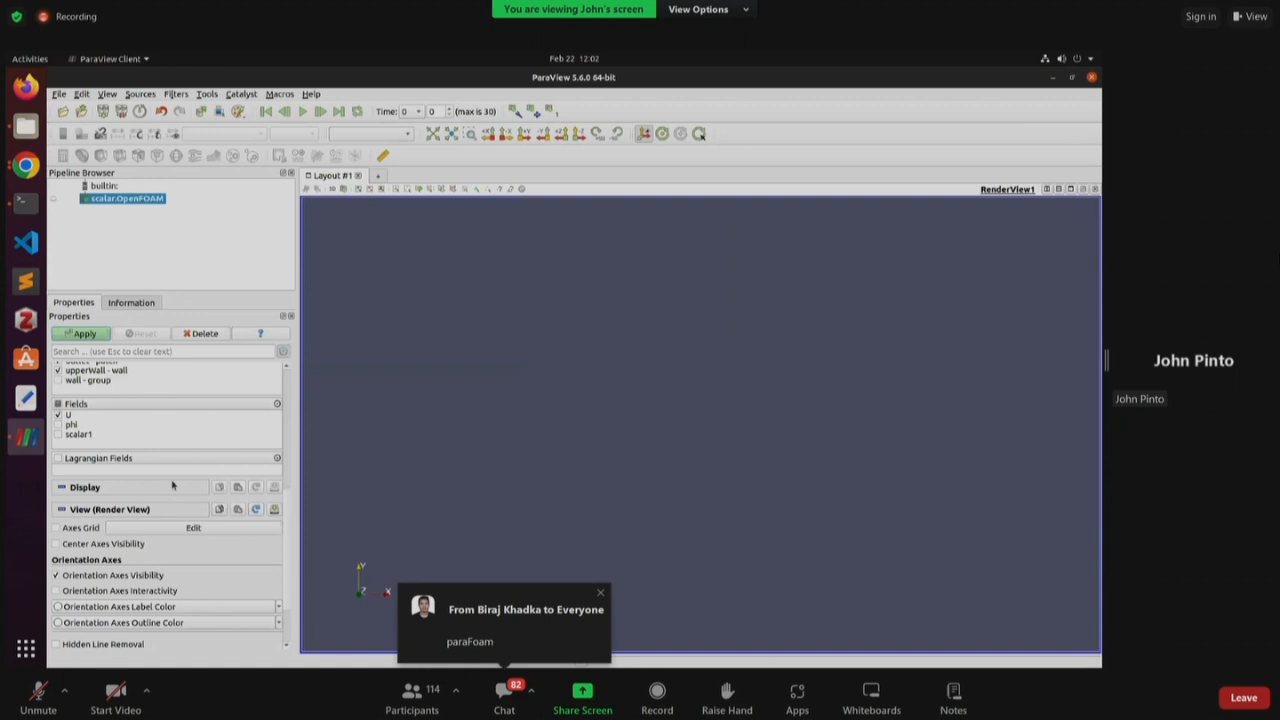 Recording
You are viewing John's screen
View Options
Sign in
View
Activities
ParaView Client
Feb 22 12:02
ParaView 5.6.0 64-bit
File Edit View Sources Filters Tools Catalyst Macros Help
Time: 0 0 (max is 30)
Pipeline Browser
Layout #1
builtin:
scalar.OpenFOAM
RenderView1
Properties Information
Properties
Apply Reset Delete ?
Search ... (use Esc to clear text)
upperWall - wall
wall - group
Fields
U
phi
scalar1
Lagrangian Fields
Display
View (Render View)
Axes Grid Edit
Center Axes Visibility
Orientation Axes
Orientation Axes Visibility
Orientation Axes Interactivity
Orientation Axes Label Color
Orientation Axes Outline Color
Hidden Line Removal
Y
Z X
From Biraj Khadka to Everyone
paraFoam
John Pinto
John Pinto
114
82
Unmute
Start Video
Participants
Chat
Share Screen
Record
Raise Hand
Apps
Whiteboards
Notes
Leave